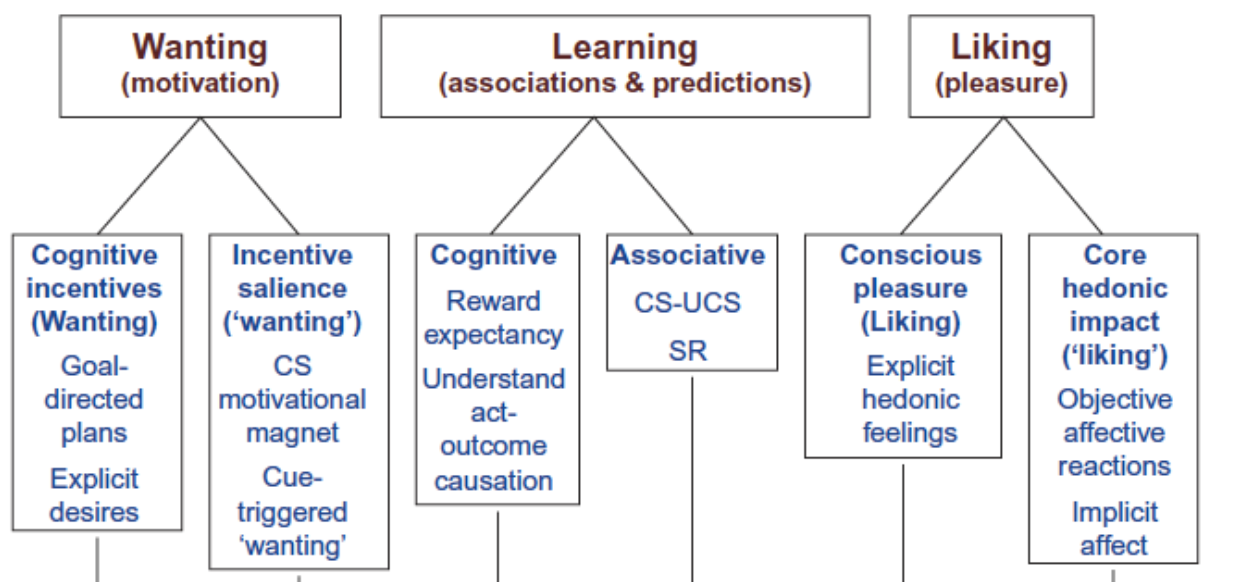 Wanting
(motivation)
Learning
(associations & predictions)
Liking
(pleasure)
Cognitive
incentives
(Wanting)
Goal-
directed
plans
Explicit
desires
Incentive
salience
(‘wanting’)
CS
motivational
magnet
Cue-
triggered
‘wanting’
Cognitive
Reward
expectancy
Understand
act-
outcome
causation
Associative
CS-UCS
SR
Conscious
pleasure
(Liking)
Explicit
hedonic
feelings
Core
hedonic
impact
(‘liking’)
Objective
affective
reactions
Implicit
affect